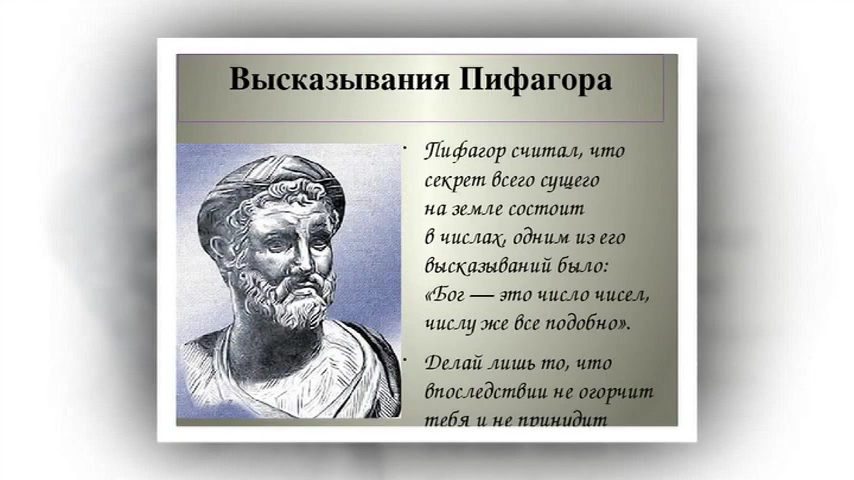 Высказывания Пифагора
• Пифагор считал, что
секрет всего сущего
на земле состоит
в числах, одним из его
высказываний было:
«Бог — это число чисел,
числу же все подобно».
• Делай лишь то, что
впоследствии не огорчит
тебя и не принудит